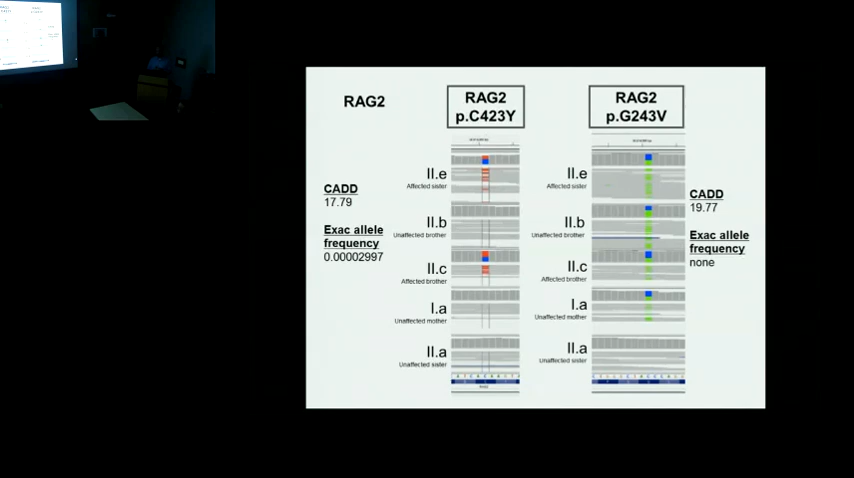 RAG2
RAG2
p.C423Y
RAG2
p.G243V
CADD
17.79
Exac allele
frequency
0.00002997
II.e
Affected sister
II.b
Unaffected brother
II.c
Affected brother
I.a
Unaffected mother
II.a
Unaffected sister
II.e
Affected sister
II.b
Unaffected brother
II.c
Affected brother
I.a
Unaffected mother
II.a
Unaffected sister
CADD
19.77
Exac allele
frequency
none